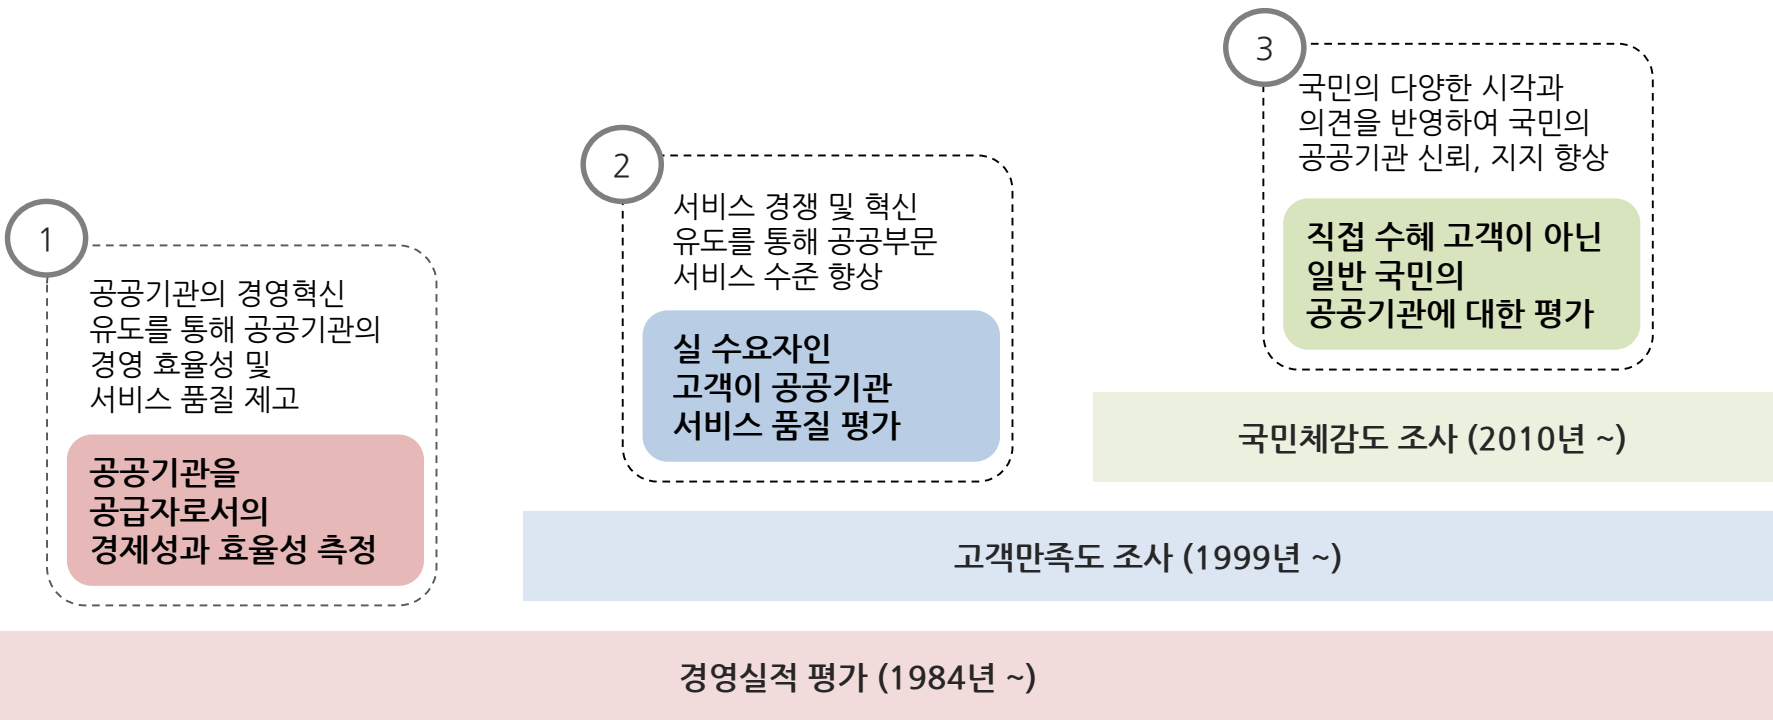 1
공공기관의 경영혁신
유도를 통해 공공기관의
경영 효율성 및
서비스 품질 제고
공공기관을
공급자로서의
경제성과 효율성 측정
2
서비스 경쟁 및 혁신
유도를 통해 공공부문
서비스 수준 향상
실 수요자인
고객이 공공기관
서비스 품질 평가
3
국민의 다양한 시각과
의견을 반영하여 국민의
공공기관 신뢰, 지지 향상
직접 수혜 고객이 아닌
일반 국민의
공공기관에 대한 평가
국민체감도 조사 (2010년 ~)
고객만족도 조사 (1999년 ~)
경영실적 평가 (1984년 ~)